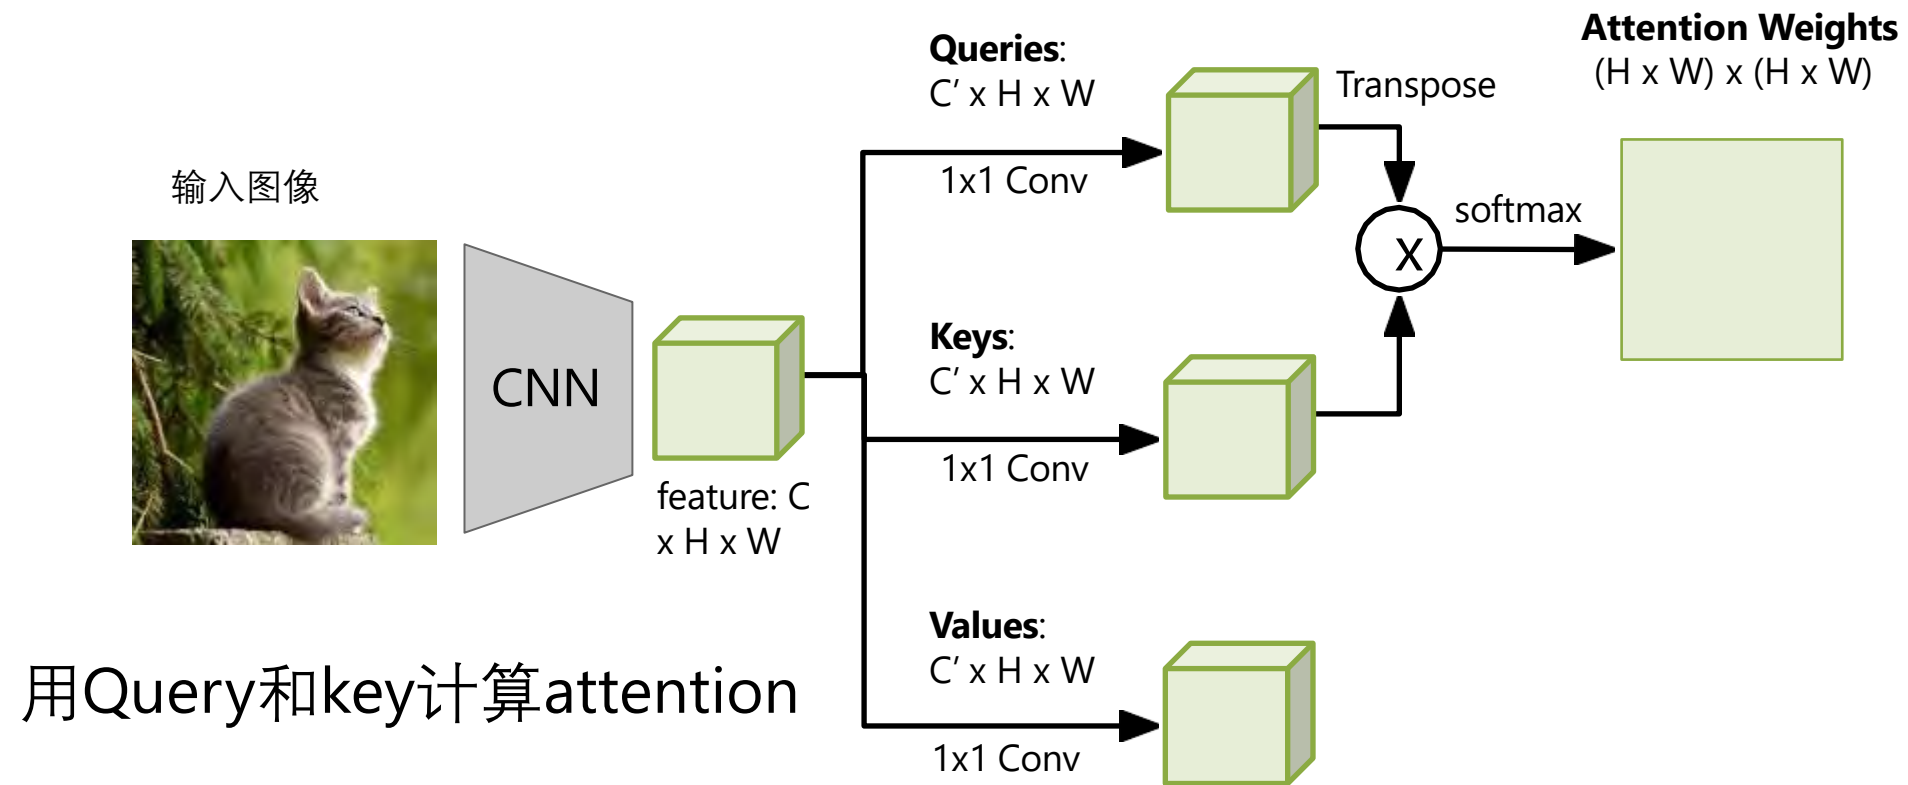 输入图像
CNN
feature: C
x H x W
Queries:
C’ x H x W
1x1 Conv
Keys:
C’ x H x W
1x1 Conv
Values:
C’ x H x W
1x1 Conv
Transpose
X
softmax
Attention Weights
(H x W) x (H x W)
用Query和key计算attention